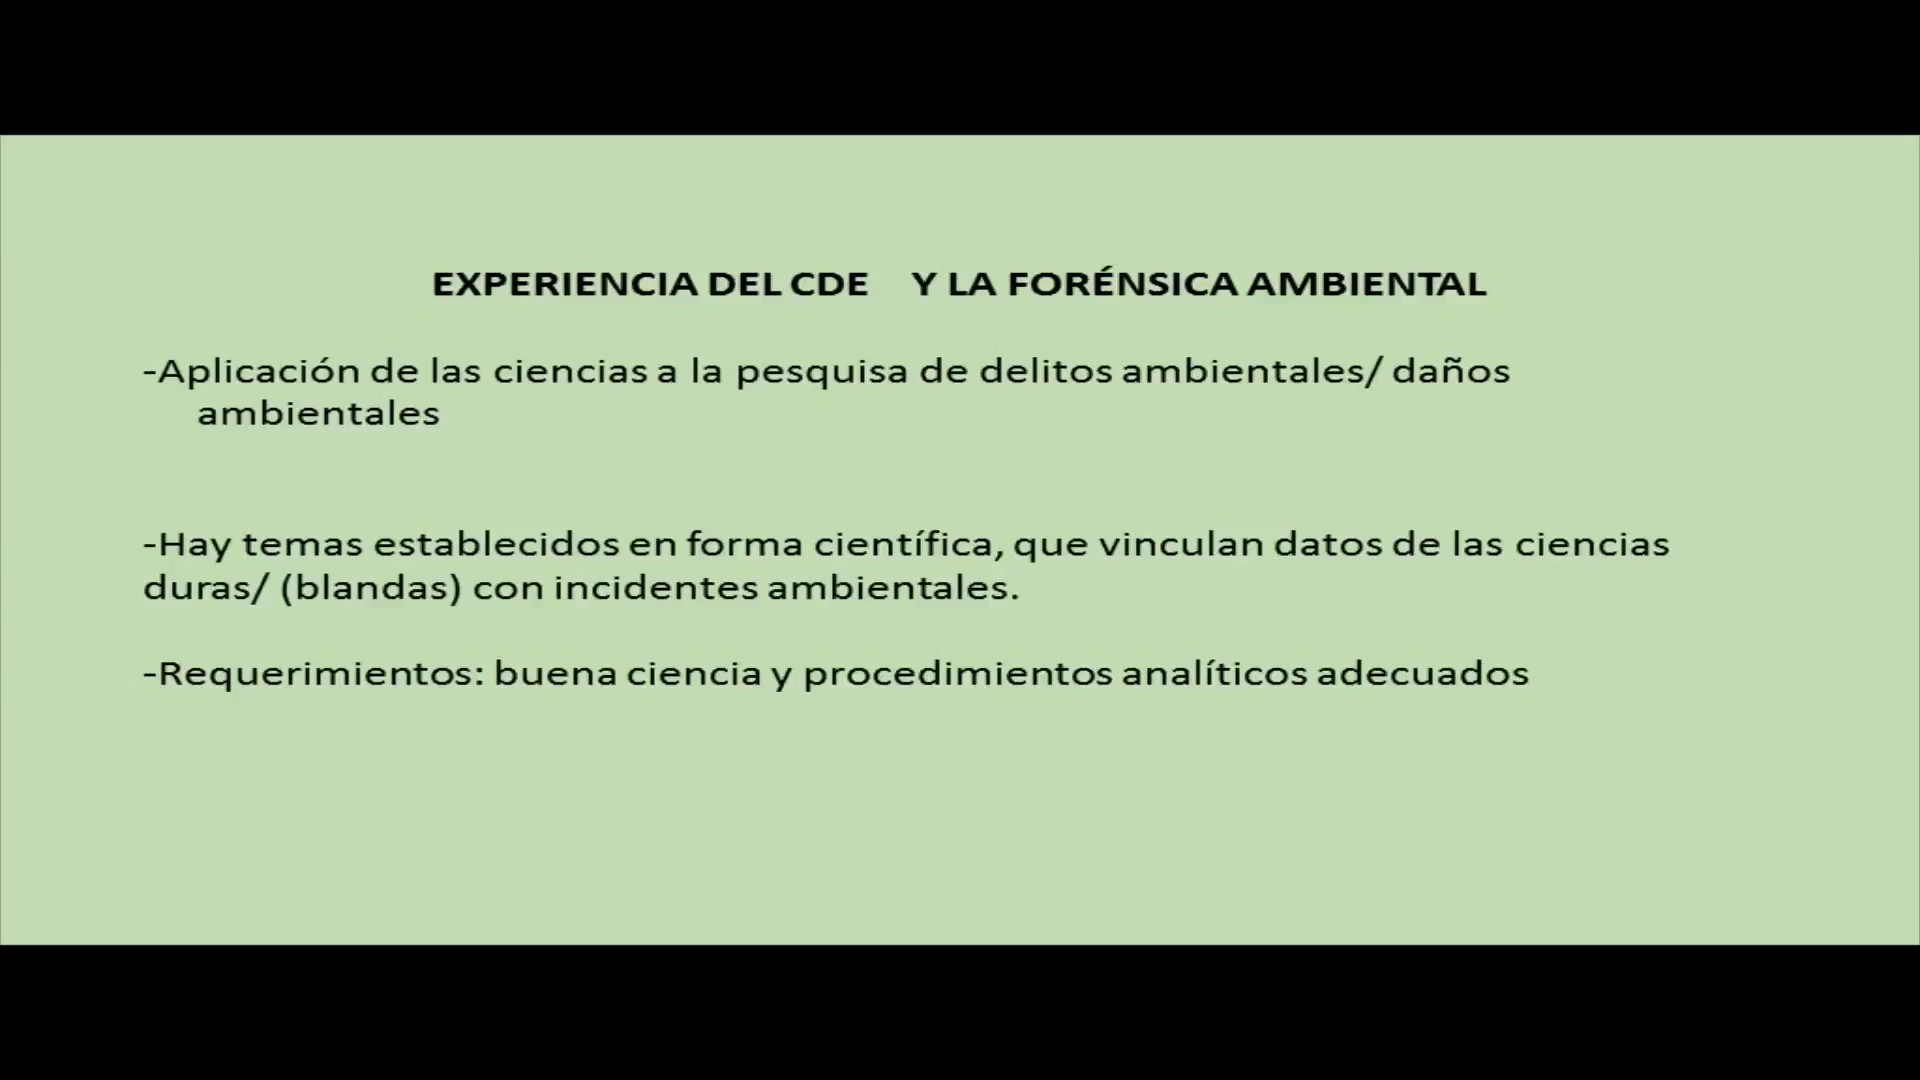 EXPERIENCIA DEL CDE Y LA FORÉNSICA AMBIENTAL
-Aplicación de las ciencias a la pesquisa de delitos ambientales/ daños
ambientales
-Hay temas establecidos en forma científica, que vinculan datos de las ciencias
duras/ (blandas) con incidentes ambientales.
-Requerimientos: buena ciencia y procedimientos analíticos adecuados